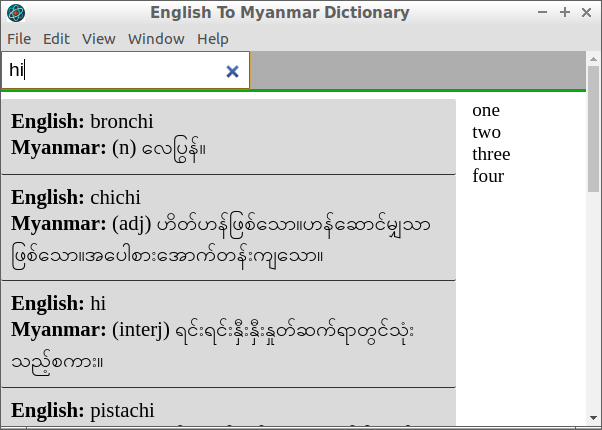 English To Myanmar Dictionary
File Edit View Window Help
hi
English: bronchi
Myanmar: (n) လေပြွန်။
English: chichi
Myanmar: (adj) ဟိတ်ဟန်ဖြစ်သော။ဟန်ဆောင်မျှသာ
ဖြစ်သော။အပေါစားအောက်တန်းကျသော။
English: hi
Myanmar: (interj) ရင်းရင်းနှီးနှီးနှုတ်ဆက်ရာတွင်သုံး
သည့်စကား။
English: pistachi
one
two
three
four